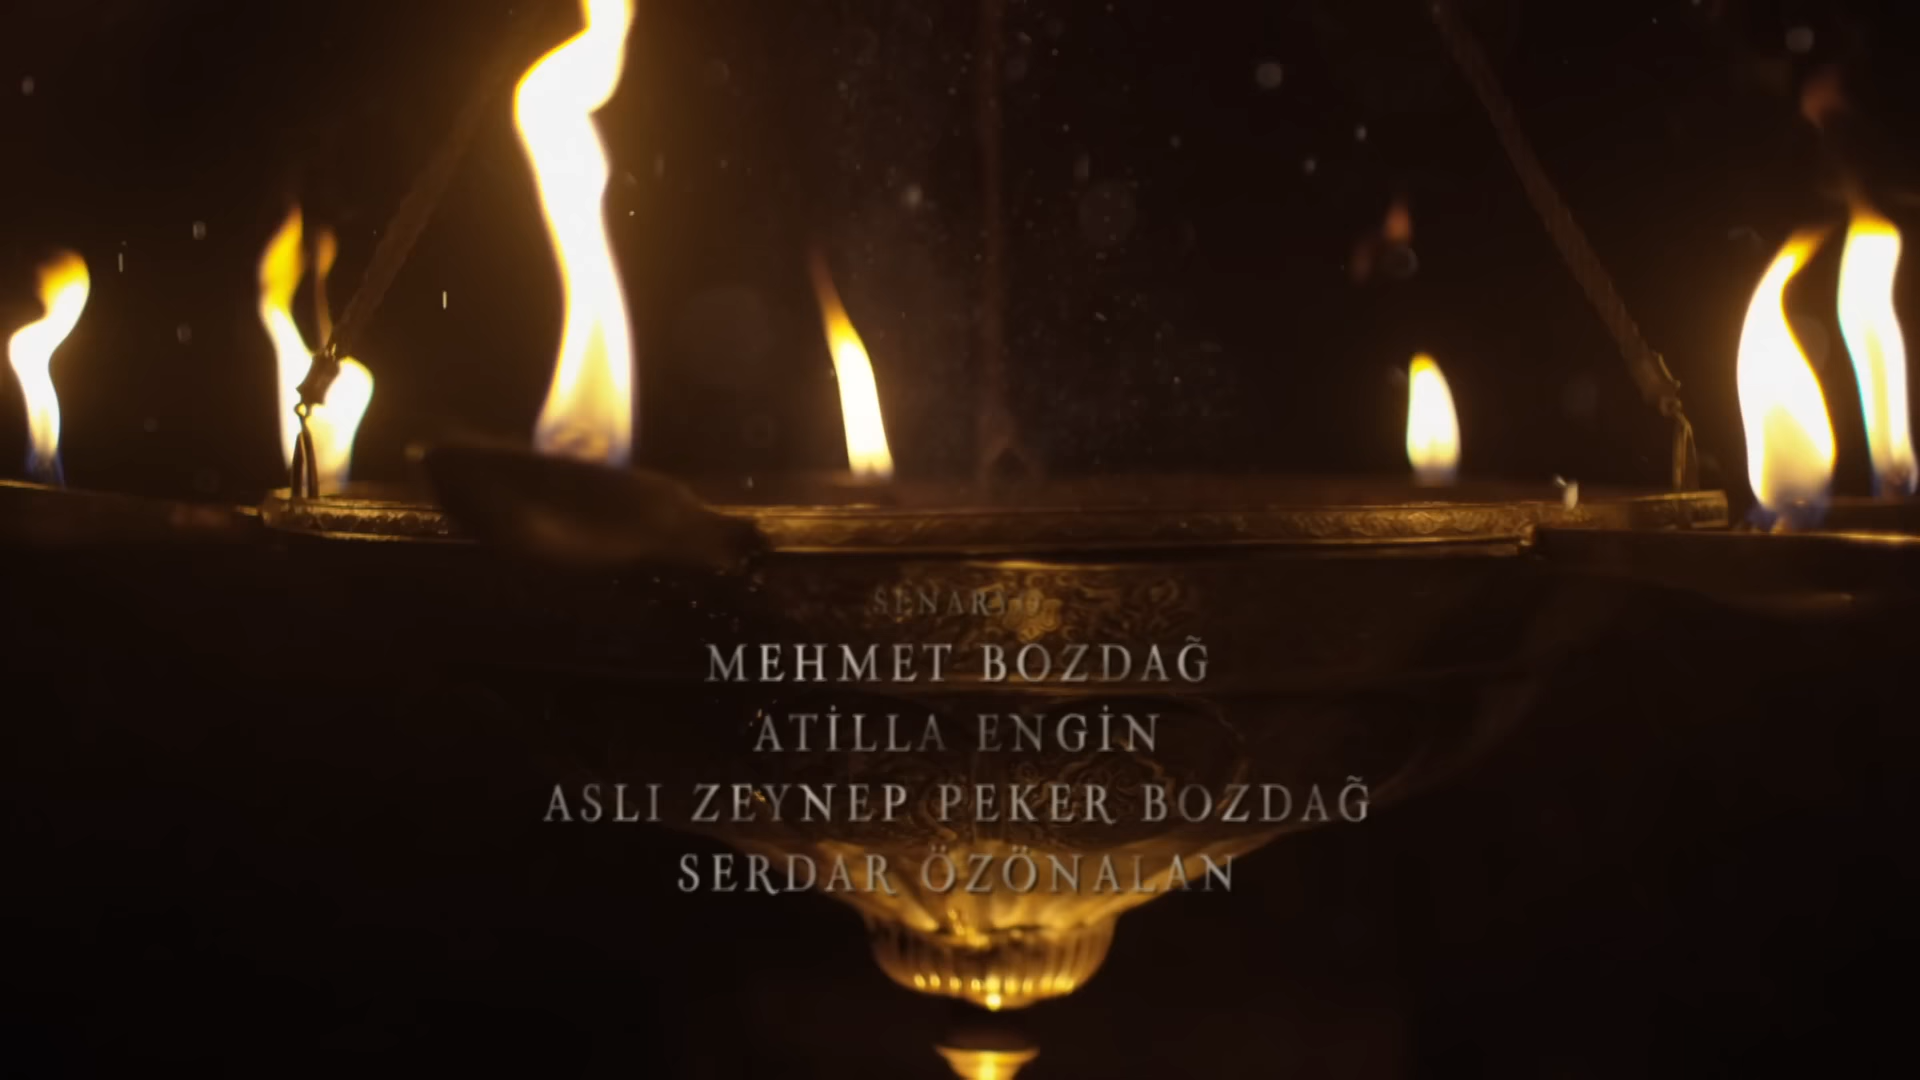 SENARYO
MEHMET BOZDAĞ
ATİLLA ENGİN
ASLI ZEYNEP PEKER BOZDAĞ
SERDAR ÖZÖNALAN